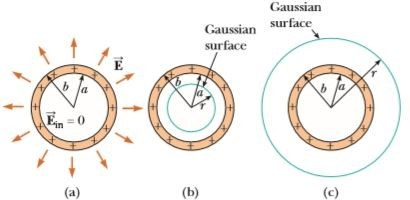 Gaussian
surface
Gaussian
surface
E
b
a
E_in = 0
b
a
r
b
a
r
+ + + + + + + + + + + +
+ + + + + + + + + + + +
+ + + + + + + + + + + +
(a)
(b)
(c)